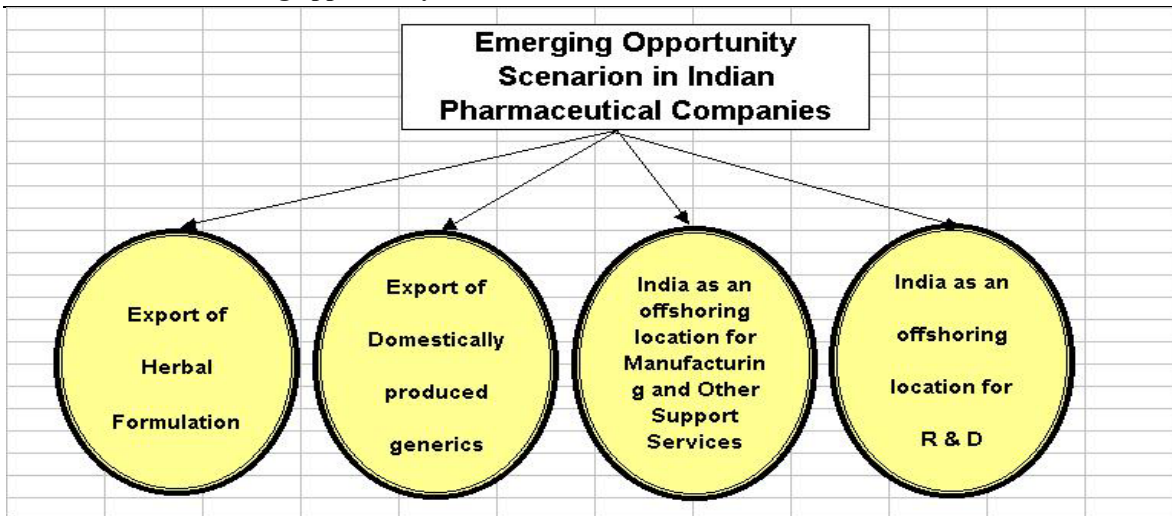 Emerging Opportunity
Scenarion in Indian
Pharmaceutical Companies
Export of
Herbal
Formulation
Export of
Domestically
produced
generics
India as an
offshoring
location for
Manufacturin
g and Other
Support
Services
India as an
offshoring
location for
R & D